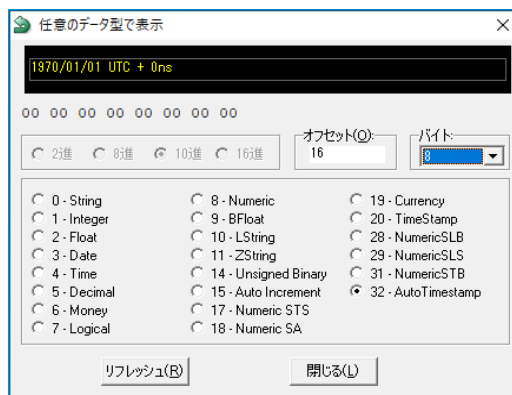 任意のデータ型で表示
1970/01/01 UTC + 0ns
00 00 00 00 00 00 00 00
2進 8進 10進 16進
オフセット(O):
16
バイト:
8
0 - String
1 - Integer
2 - Float
3 - Date
4 - Time
5 - Decimal
6 - Money
7 - Logical
8 - Numeric
9 - BFloat
10 - LString
11 - ZString
14 - Unsigned Binary
15 - Auto Increment
17 - Numeric STS
18 - Numeric SA
19 - Currency
20 - TimeStamp
28 - NumericSLB
29 - NumericSLS
31 - NumericSTB
32 - AutoTimestamp
リフレッシュ(R)
閉じる(L)